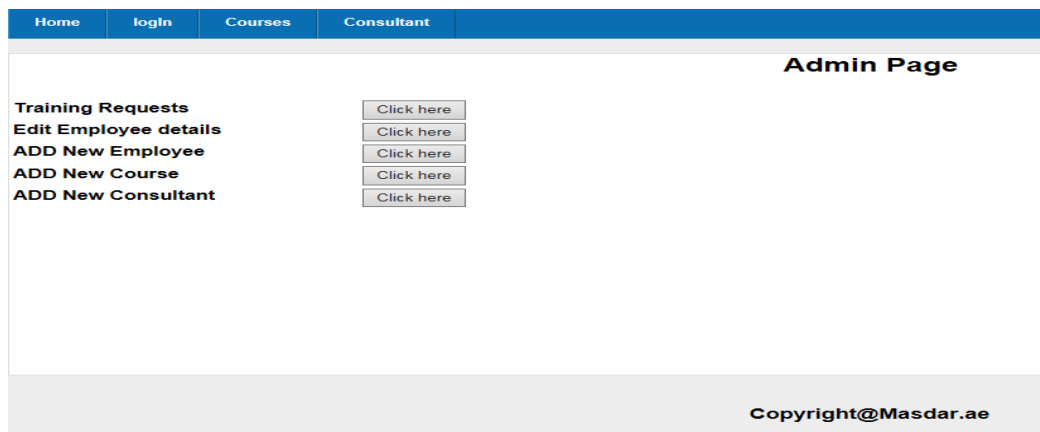 Home logIn Courses Consultant
Admin Page
Training Requests Click here
Edit Employee details Click here
ADD New Employee Click here
ADD New Course Click here
ADD New Consultant Click here
Copyright@Masdar.ae